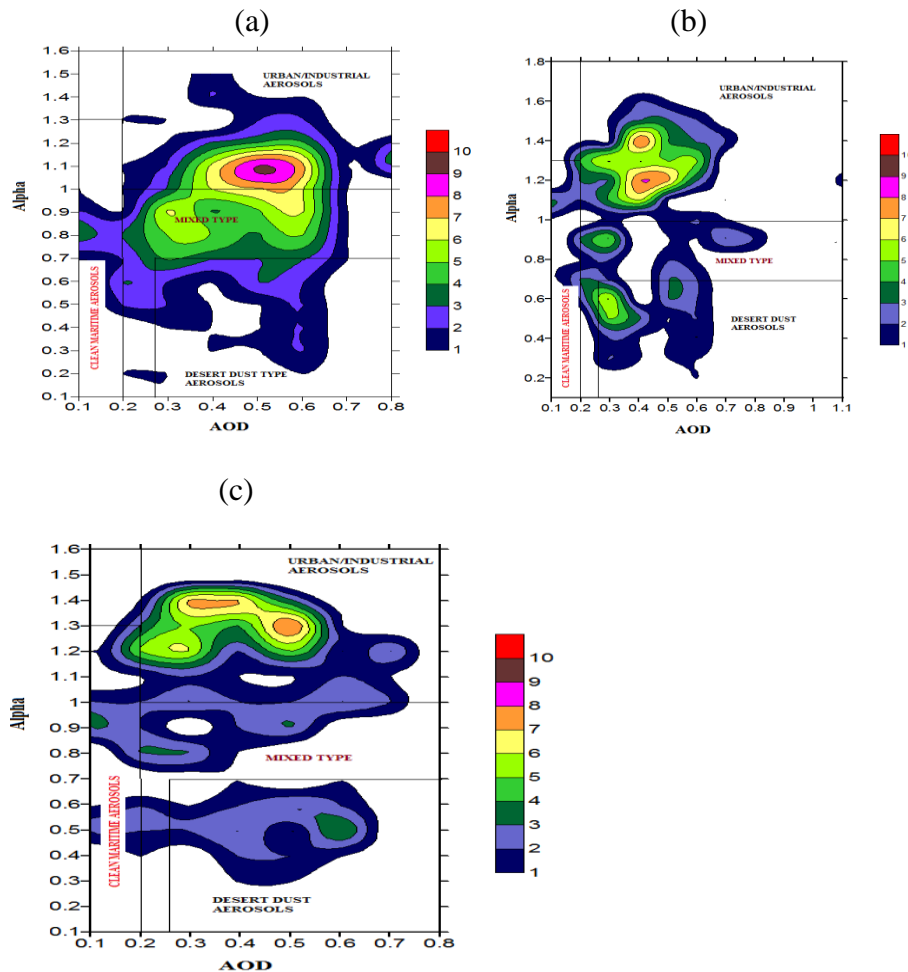 (a)
1.6
1.5
1.4
1.3
1.2
1.1
1
0.9
0.8
0.7
0.6
0.5
0.4
0.3
0.2
0.1
Alpha
URBAN/INDUSTRIAL
AEROSOLS
MIXED TYPE
CLEAN MARITIME AEROSOLS
DESERT DUST TYPE
AEROSOLS
0.1 0.2 0.3 0.4 0.5 0.6 0.7 0.8
AOD
10
9
8
7
6
5
4
3
2
1
(b)
1.8
1.6
1.4
1.2
1
0.8
0.6
0.4
0.2
Alpha
URBAN/INDUSTRIAL
AEROSOLS
MIXED TYPE
CLEAN MARITIME AEROSOLS
DESERT DUST
AEROSOLS
0.1 0.2 0.3 0.4 0.5 0.6 0.7 0.8 0.9 1 1.1
AOD
10
9
8
7
6
5
4
3
2
1
(c)
1.6
1.5
1.4
1.3
1.2
1.1
1
0.9
0.8
0.7
0.6
0.5
0.4
0.3
0.2
0.1
Alpha
URBAN/INDUSTRIAL
AEROSOLS
MIXED TYPE
CLEAN MARITIME AEROSOLS
DESERT DUST
AEROSOLS
0.1 0.2 0.3 0.4 0.5 0.6 0.7 0.8
AOD
10
9
8
7
6
5
4
3
2
1